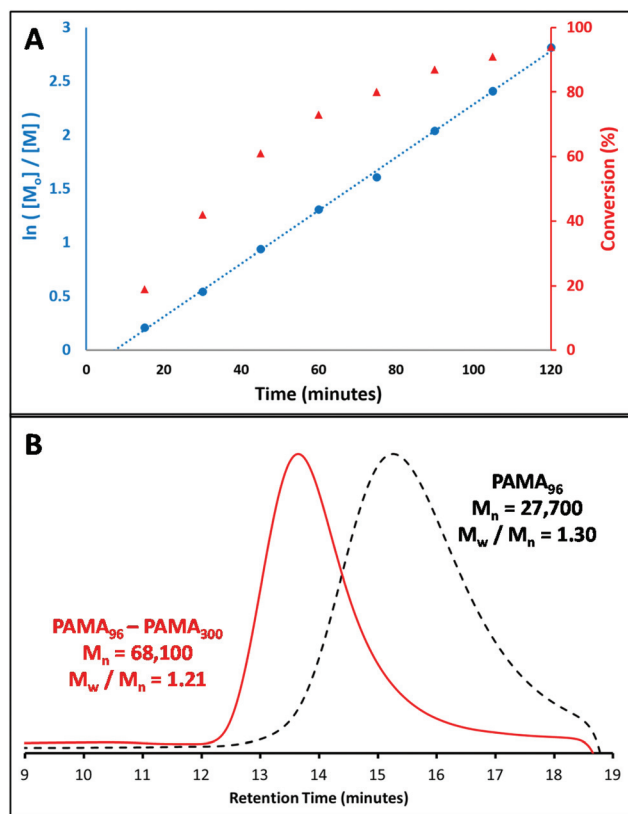 A
ln ( [Mo] / [M] )
3
2.5
2
1.5
1
0.5
0
100
80
60
40
20
0
Conversion (%)
0 20 40 60 80 100 120
Time (minutes)
B
PAMA96
Mn = 27,700
Mw / Mn = 1.30
PAMA96 – PAMA300
Mn = 68,100
Mw / Mn = 1.21
9 10 11 12 13 14 15 16 17 18 19
Retention Time (minutes)